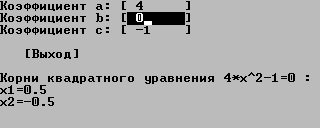 Коэффициент a: [ 4 ]
Коэффициент b: [ 0 ]
Коэффициент c: [ -1 ]
[Выход]
Корни квадратного уравнения 4*x^2-1=0 :
x1=0.5
x2=-0.5